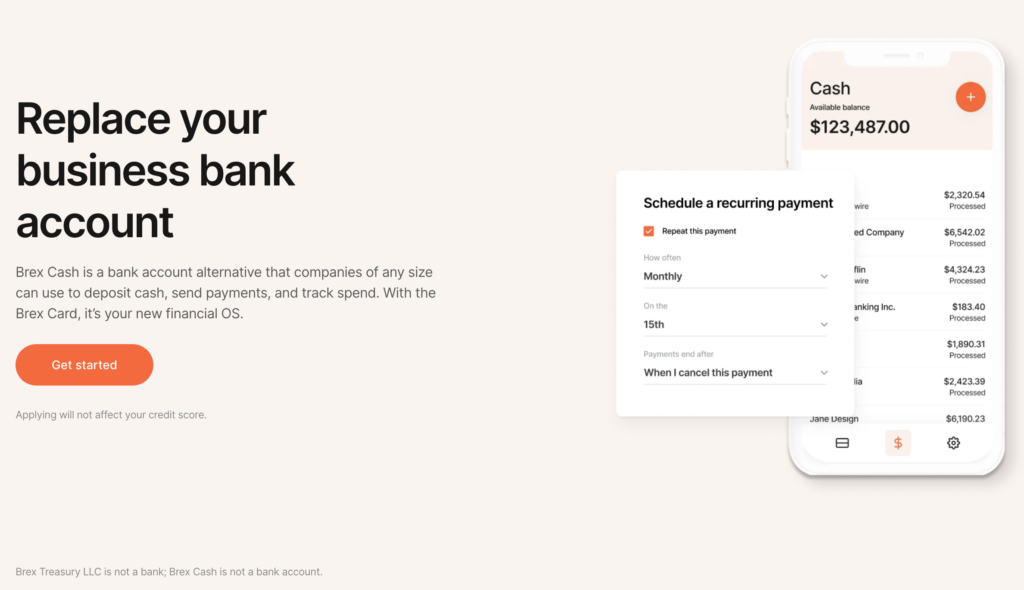 Replace your
business bank
account
Brex Cash is a bank account alternative that companies of any size
can use to deposit cash, send payments, and track spend. With the
Brex Card, it’s your new financial OS.
Get started
Applying will not affect your credit score.
Schedule a recurring payment
Repeat this payment
How often
Monthly
On the
15th
Payments end after
When I cancel this payment
Cash
Available balance
$123,487.00
$2,320.54
wire Processed
ed Company $6,542.02
Processed
flin $4,324.23
wire Processed
anking Inc. $183.40
e Processed
$1,890.31
Processed
lia $2,423.39
Processed
Jane Design $6,190.23
Brex Treasury LLC is not a bank; Brex Cash is not a bank account.